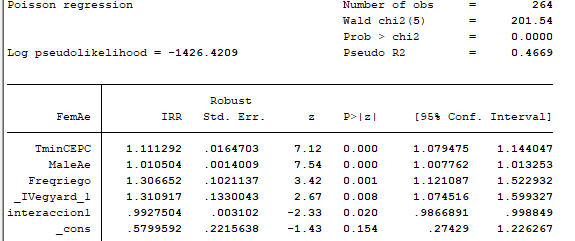 Poisson regression Number of obs = 264
Wald chi2(5) = 201.54
Prob > chi2 = 0.0000
Log pseudolikelihood = -1426.4209 Pseudo R2 = 0.4669
Robust
FemAe IRR Std. Err. z P>|z| [95% Conf. Interval]
TminCEPC 1.111292 .0164703 7.12 0.000 1.079475 1.144047
MaleAe 1.010504 .0014009 7.54 0.000 1.007762 1.013253
Freqriego 1.306652 .1021137 3.42 0.001 1.121087 1.522932
_IVegyard_1 1.310917 .1330043 2.67 0.008 1.074516 1.599327
interaccion1 .9927504 .003102 -2.33 0.020 .9866891 .998849
_cons .5799592 .2215638 -1.43 0.154 .27429 1.226267